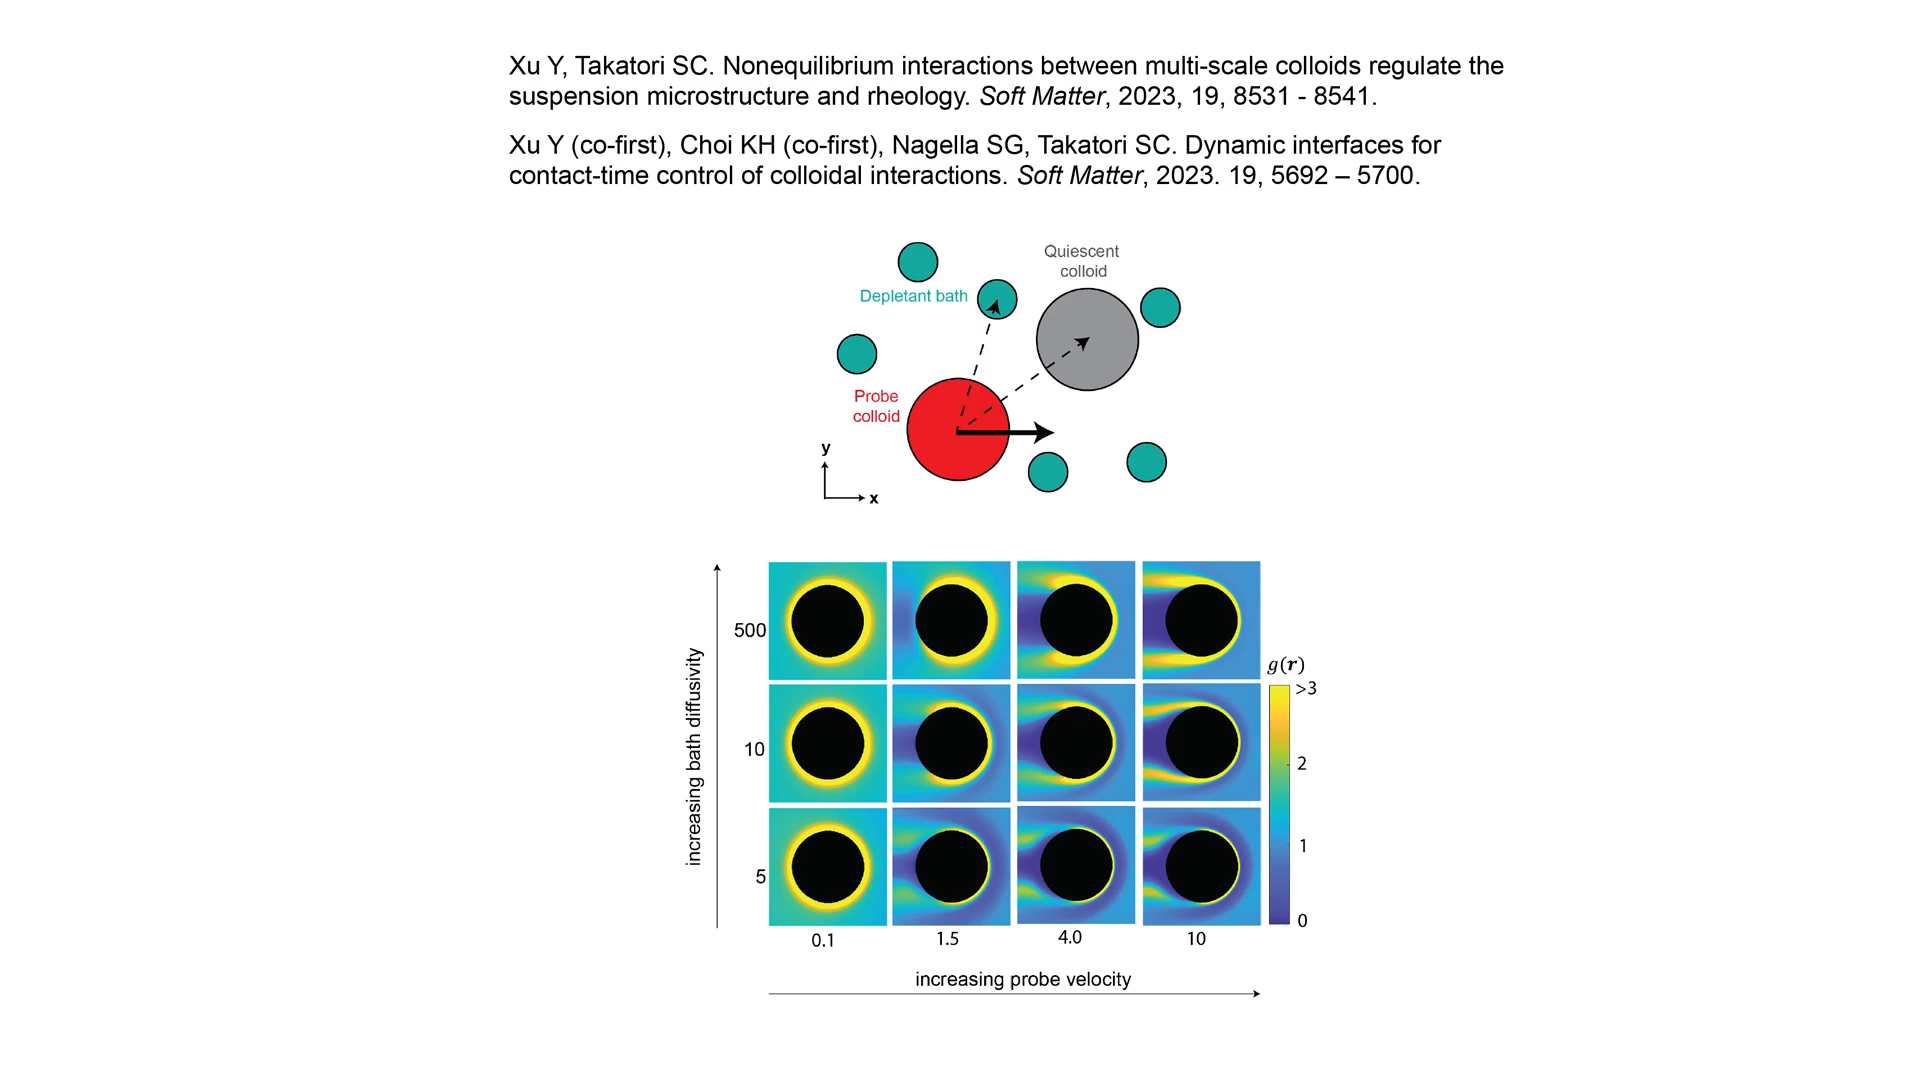 Xu Y, Takatori SC. Nonequilibrium interactions between multi-scale colloids regulate the
suspension microstructure and rheology. Soft Matter, 2023, 19, 8531 - 8541.
Xu Y (co-first), Choi KH (co-first), Nagella SG, Takatori SC. Dynamic interfaces for
contact-time control of colloidal interactions. Soft Matter, 2023. 19, 5692 – 5700.
Quiescent
colloid
Depletant bath
Probe
colloid
y
x
increasing bath diffusivity
500
10
5
g(r)
>3
2
1
0
0.1
1.5
4.0
10
increasing probe velocity